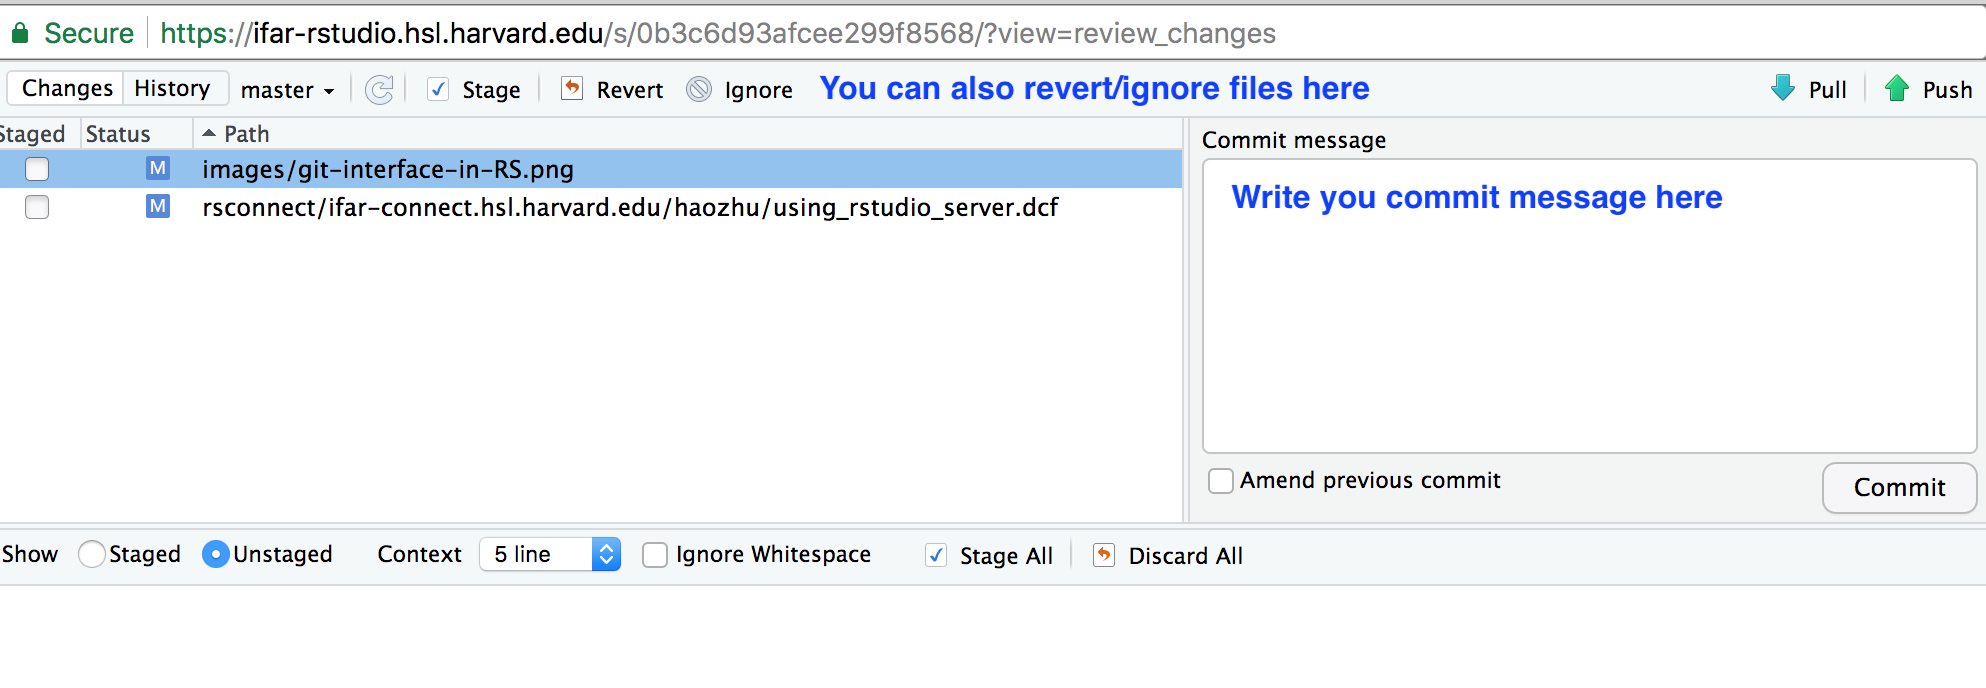 Secure https://ifar-rstudio.hsl.harvard.edu/s/0b3c6d93afcee299f8568/?view=review_changes
Changes History master Stage Revert Ignore You can also revert/ignore files here Pull Push
Staged Status Path
M images/git-interface-in-RS.png
M rsconnect/ifar-connect.hsl.harvard.edu/haozhu/using_rstudio_server.dcf
Commit message
Write you commit message here
Amend previous commit
Commit
Show Staged Unstaged Context 5 line Ignore Whitespace Stage All Discard All